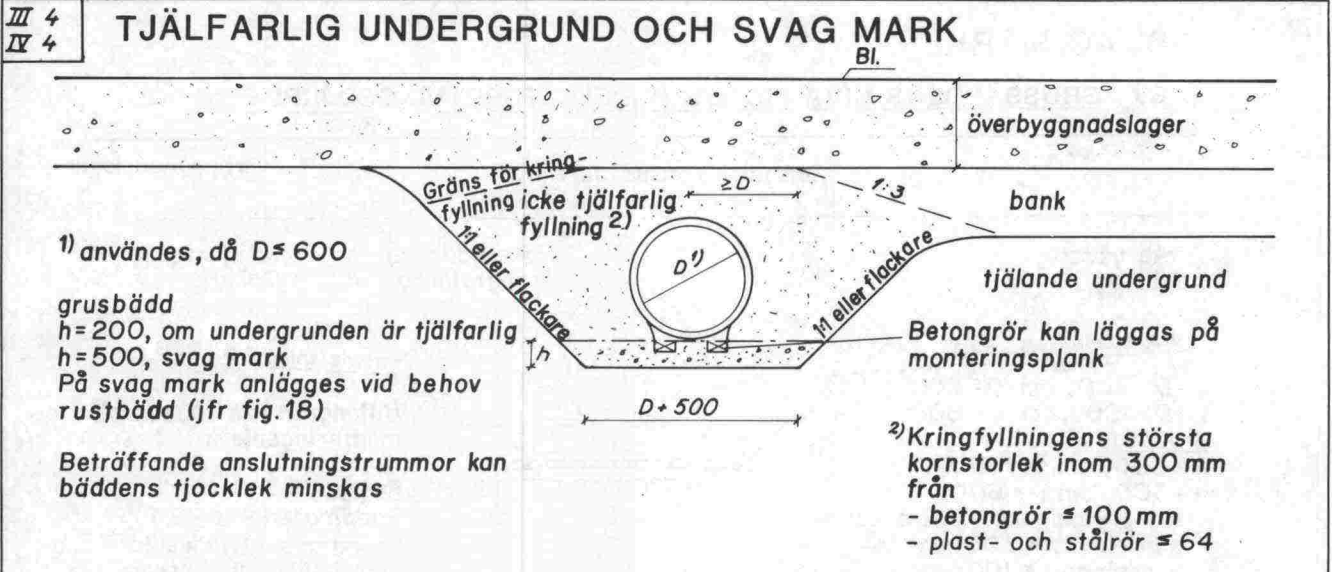 III 4
IV 4
TJÄLFARLIG UNDERGRUND OCH SVAG MARK
Bl.
överbyggnadslager
Gräns för kring-
fyllning icke tjälfarlig
fyllning 2)
≥D
1:3
bank
1:1 eller flackare
D 1)
1:1 eller flackare
1) användes, då D≤600
tjälande undergrund
grusbädd
h=200, om undergrunden är tjälfarlig
h=500, svag mark
På svag mark anlägges vid behov
rustbädd (jfr fig.18)
h
Betongrör kan läggas på
monteringsplank
D+500
Beträffande anslutningstrummor kan
bäddens tjocklek minskas
2) Kringfyllningens största
kornstorlek inom 300 mm
från
- betongrör ≤ 100 mm
- plast- och stålrör ≤ 64